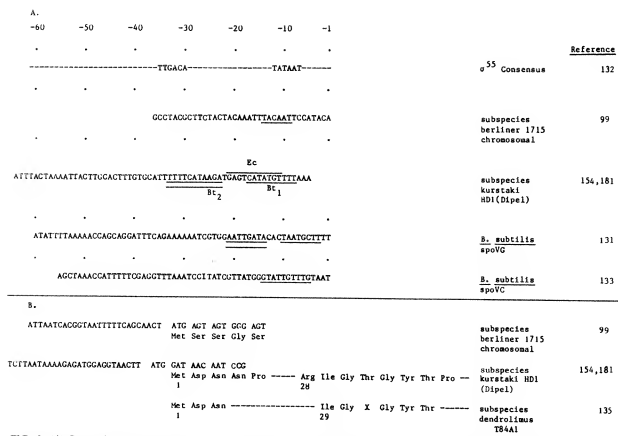 A.
-60 -50 -40 -30 -20 -10 -1
Reference
------------------------TTGACA-----------------TATAAT------ σ55 Consensus 132
GCCTACGCTTCTACTACAAATTTACAATTCCATACA subspecies berliner 1715 chromosomal 99
Ec
ATTTACTAAAATTACTTGCACTTTGTGCATTTTTTCATAAGATGAGTCATATGTTTTAAA subspecies kurstaki HD1(Dipel) 154,181
Bt2 Bt1
ATATTTTAAAAACCAGCAGGATTTCAGAAAAAATCGTGGAATTGATACACTAATGCTTTT B. subtilis spoVG 131
AGCTAAACCATTTTTCGAGGTTTAAATCCITATCGTTATGGGTATTGTTTGTAAT B. subtilis spoVC 133
B.
ATTAATCACGGTAATTTTTCAGCAACT ATG AGT AGT GGG AGT subspecies berliner 1715 chromosomal 99
Met Ser Ser Gly Ser
TCTTAATAAAAGAGATGGAGGTAACTT ATG GAT AAC AAT CCG subspecies kurstaki HD1 (Dipel) 154,181
Met Asp Asn Asn Pro ----- Arg Ile Gly Thr Gly Tyr Thr Pro --
1 28
Met Asp Asn --------------- Ile Gly X Gly Tyr Thr ----- subspecies dendrolimus T84A1 135
1 29